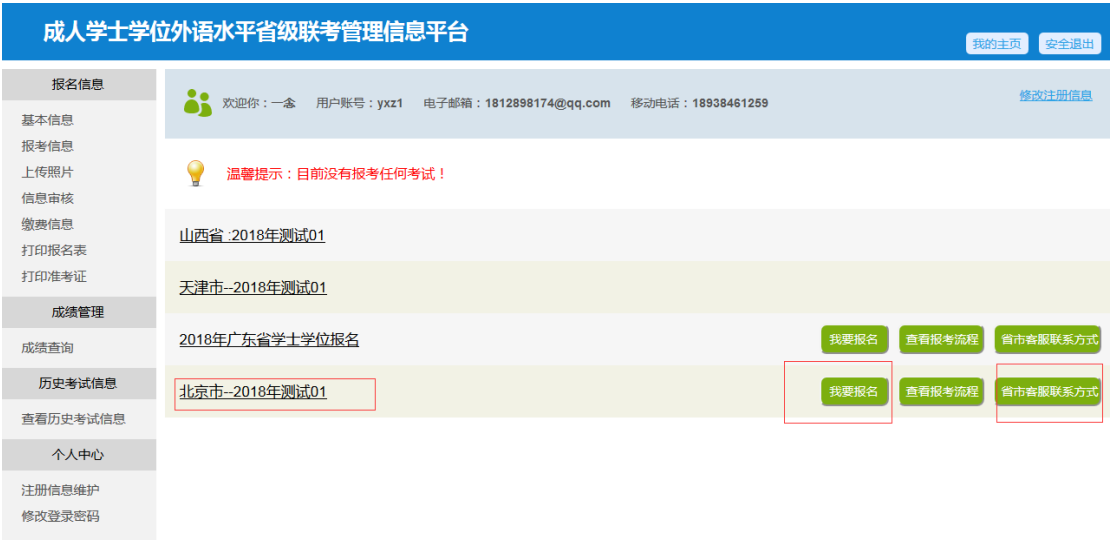 成人学士学位外语水平省级联考管理信息平台
我的主页 安全退出
报名信息
基本信息
报考信息
上传照片
信息审核
缴费信息
打印报名表
打印准考证
成绩管理
成绩查询
历史考试信息
查看历史考试信息
个人中心
注册信息维护
修改登录密码
欢迎你：一念 用户账号：yxz1 电子邮箱：1812898174@qq.com 移动电话：18938461259
修改注册信息
温馨提示：目前没有报考任何考试！
山西省 :2018年测试01
天津市--2018年测试01
2018年广东省学士学位报名 我要报名 查看报考流程 省市客服联系方式
北京市--2018年测试01 我要报名 查看报考流程 省市客服联系方式